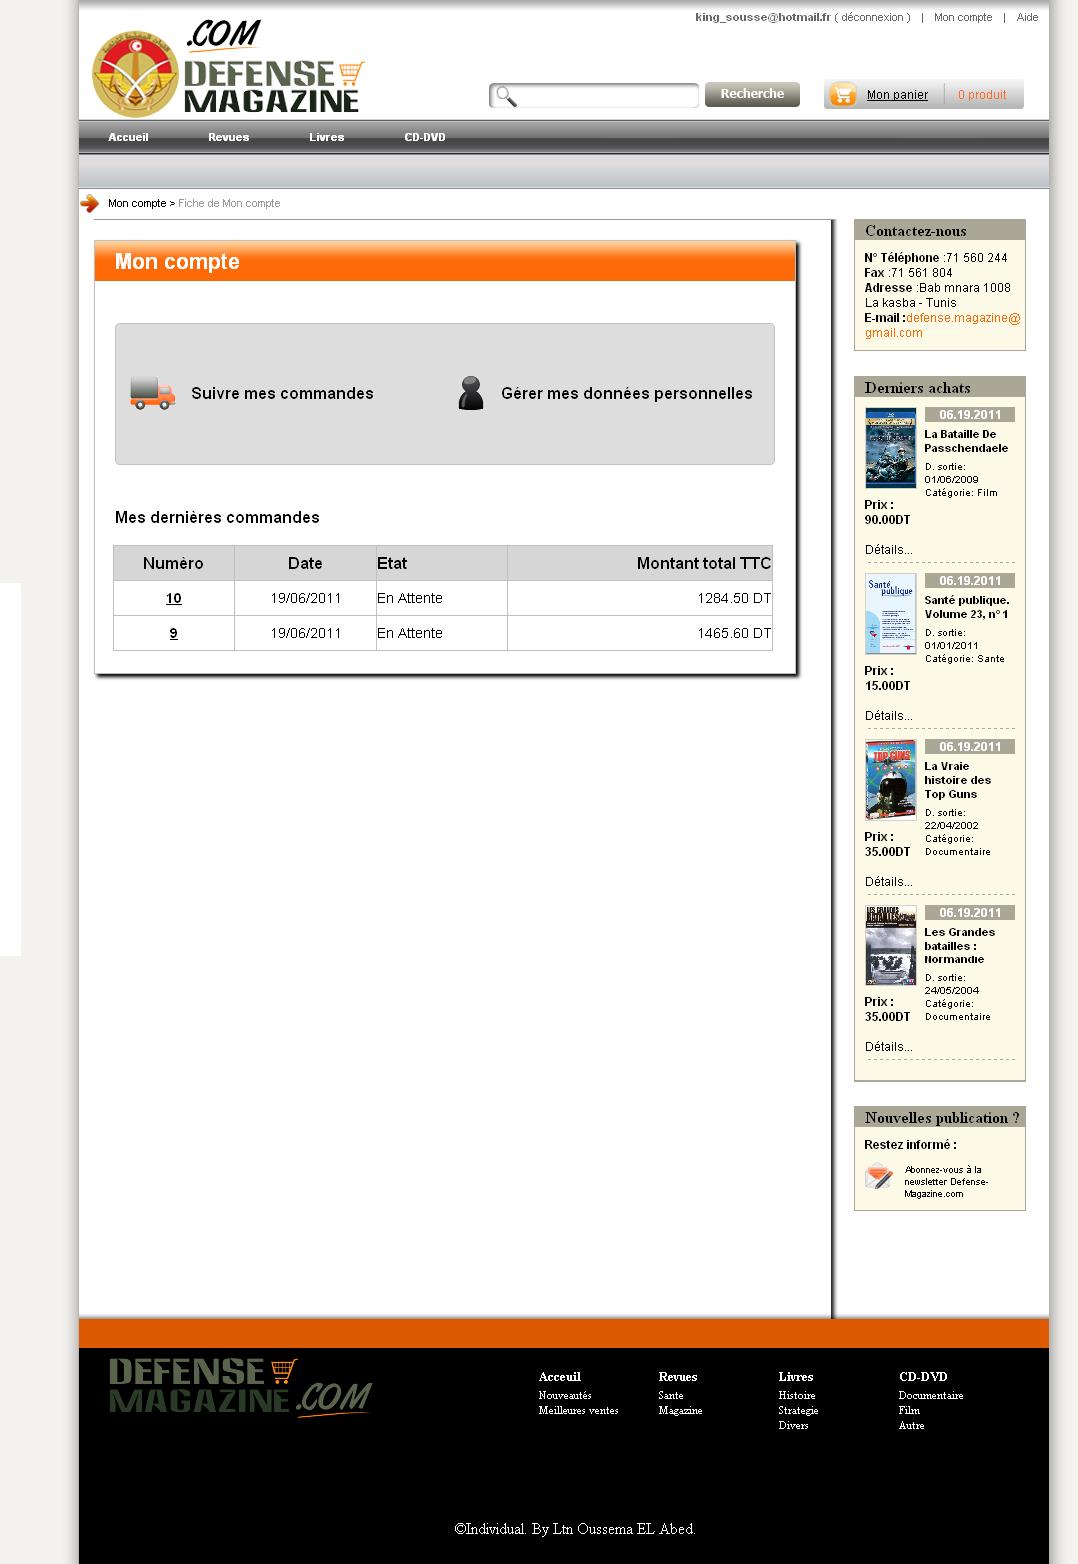 king_sousse@hotmail.fr ( déconnexion ) | Mon compte | Aide
.COM
DEFENSE
MAGAZINE
Recherche
Mon panier
0 produit
Accueil
Revues
Livres
CD-DVD
Mon compte > Fiche de Mon compte
Mon compte
Suivre mes commandes
Gérer mes données personnelles
Mes dernières commandes
Numéro Date Etat Montant total TTC
10 19/06/2011 En Attente 1284.50 DT
9 19/06/2011 En Attente 1465.60 DT
Contactez-nous
N° Téléphone :71 560 244
Fax :71 561 804
Adresse :Bab mnara 1008
La kasba - Tunis
E-mail :defense.magazine@
gmail.com
Derniers achats
06.19.2011
La Bataille De
Passchendaele
D. sortie:
01/06/2009
Catégorie: Film
Prix :
90.00DT
Détails...
Santé
publique
06.19.2011
Santé publique.
Volume 23, n° 1
D. sortie:
01/01/2011
Catégorie: Sante
Prix :
15.00DT
Détails...
TOP GUNS
06.19.2011
La Vraie
histoire des
Top Guns
D. sortie:
22/04/2002
Catégorie:
Documentaire
Prix :
35.00DT
Détails...
LES GRANDES
BATAILLES
06.19.2011
Les Grandes
batailles :
Normandie
D. sortie:
24/05/2004
Catégorie:
Documentaire
Prix :
35.00DT
Détails...
Nouvelles publication ?
Restez informé :
Abonnez-vous à la
newsletter Defense-
Magazine.com
DEFENSE
MAGAZINE.COM
Acceuil
Nouveautés
Meilleures ventes
Revues
Sante
Magazine
Livres
Histoire
Strategie
Divers
CD-DVD
Documentaire
Film
Autre
©Individual. By Ltn Oussema EL Abed.